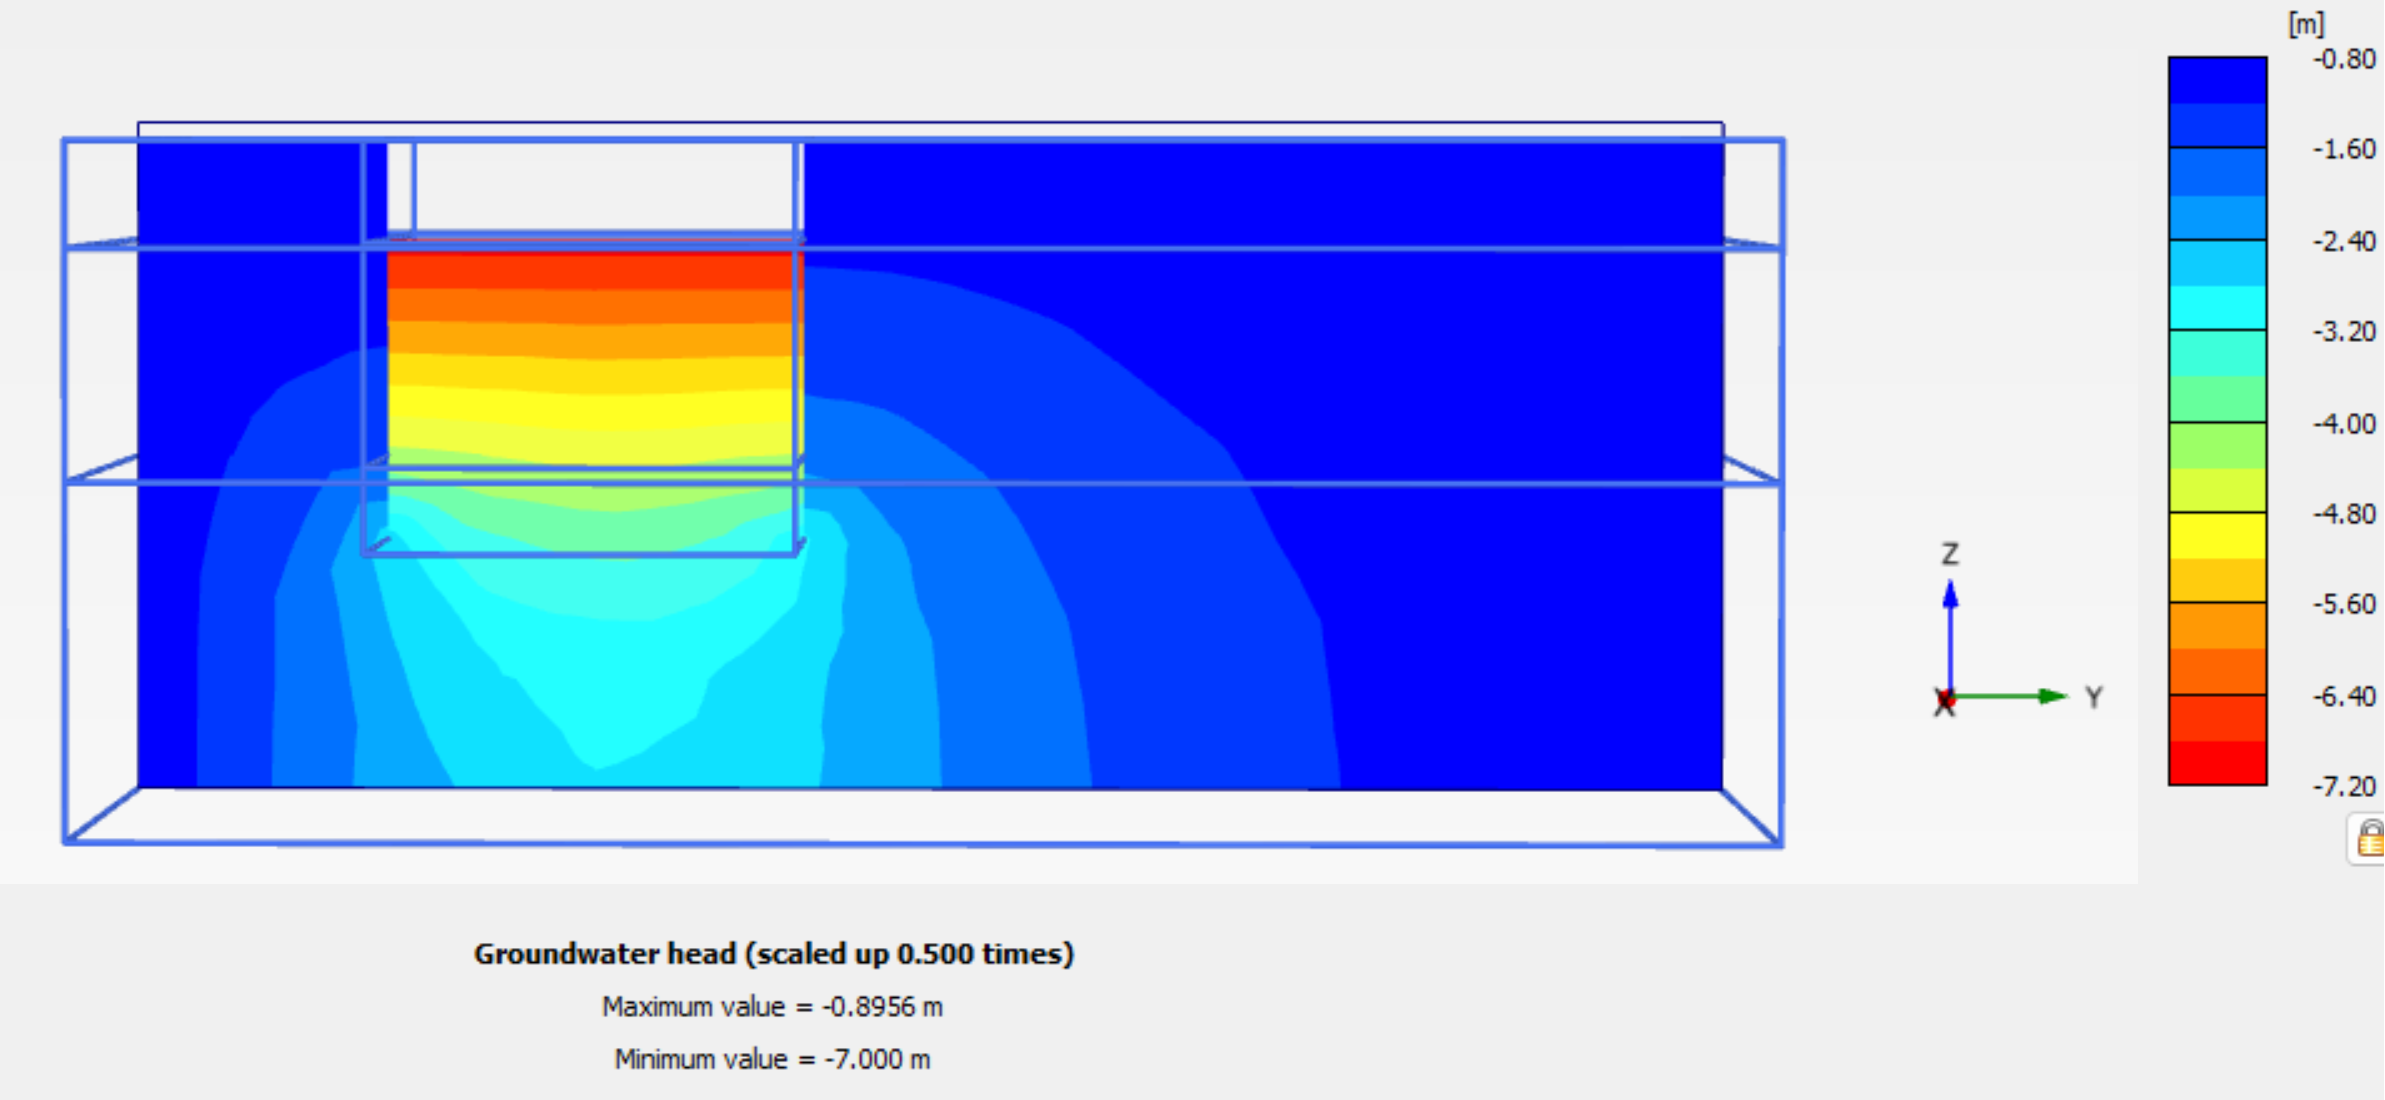 [m]
-0.80
-1.60
-2.40
-3.20
-4.00
-4.80
-5.60
-6.40
-7.20
Z
Y
X
Groundwater head (scaled up 0.500 times)
Maximum value = -0.8956 m
Minimum value = -7.000 m